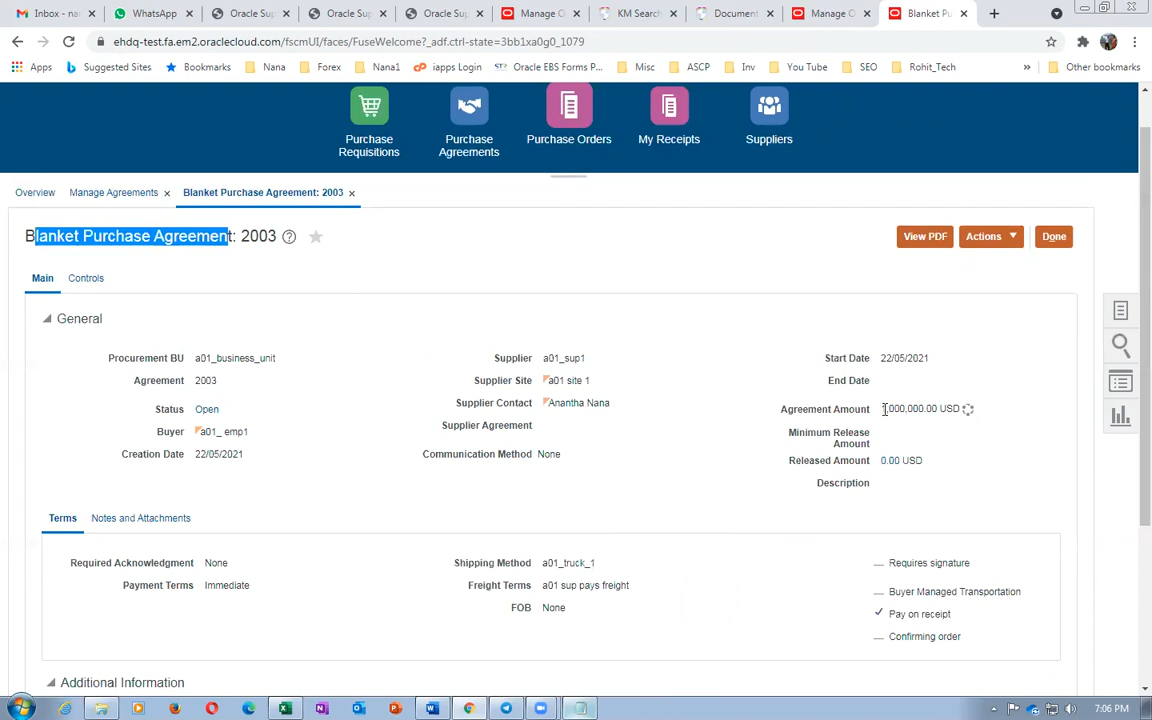 Inbox - nar
WhatsApp
Oracle Sup
Oracle Sup
Oracle Sup
Manage O
KM Search
Document
Manage O
Blanket Pu
ehdq-test.fa.em2.oraclecloud.com/fscmUI/faces/FuseWelcome?_adf.ctrl-state=3bb1xa0g0_1079
Apps
Suggested Sites
Bookmarks
Nana
Forex
Nana1
iapps Login
Oracle EBS Forms P...
Misc
ASCP
Inv
You Tube
SEO
Rohit_Tech
»
Other bookmarks
Purchase Requisitions
Purchase Agreements
Purchase Orders
My Receipts
Suppliers
Overview
Manage Agreements
Blanket Purchase Agreement: 2003
Blanket Purchase Agreement: 2003
View PDF
Actions
Done
Main
Controls
General
Procurement BU a01_business_unit
Agreement 2003
Status Open
Buyer a01_ emp1
Creation Date 22/05/2021
Supplier a01_sup1
Supplier Site a01 site 1
Supplier Contact Anantha Nana
Supplier Agreement
Communication Method None
Start Date 22/05/2021
End Date
Agreement Amount ,000,000.00 USD
Minimum Release
Amount
Released Amount 0.00 USD
Description
Terms
Notes and Attachments
Required Acknowledgment None
Payment Terms Immediate
Shipping Method a01_truck_1
Freight Terms a01 sup pays freight
FOB None
Requires signature
Buyer Managed Transportation
Pay on receipt
Confirming order
Additional Information
7:06 PM